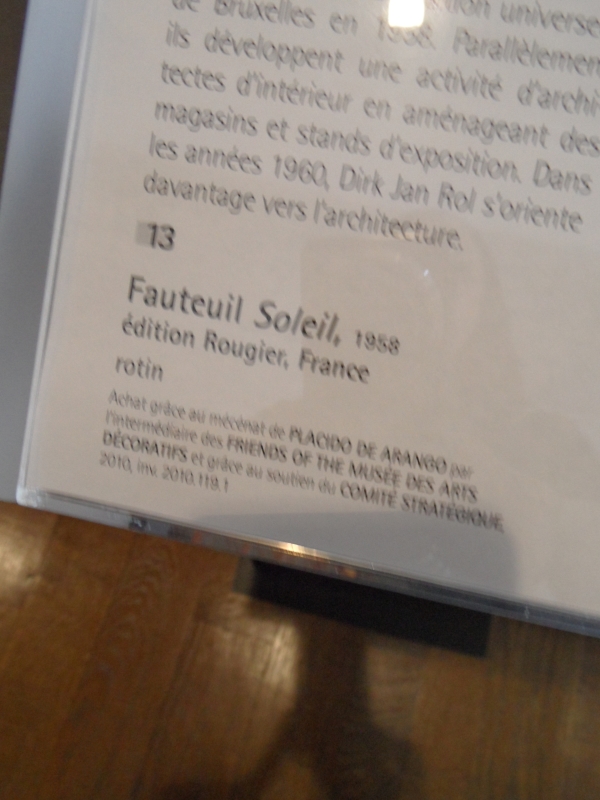 de Bruxelles en 1958. Parallèlement
ils développent une activité d'archi-
tectes d'intérieur en aménageant des
magasins et stands d'exposition. Dans
les années 1960, Dirk Jan Rol s'oriente
davantage vers l'architecture.
13
Fauteuil Soleil, 1958
édition Rougier, France
rotin
Achat grâce au mécénat de PLACIDO DE ARANGO par
l'intermédiaire des FRIENDS OF THE MUSÉE DES ARTS
DÉCORATIFS et grâce au soutien du COMITÉ STRATÉGIQUE,
2010, inv. 2010.118.1